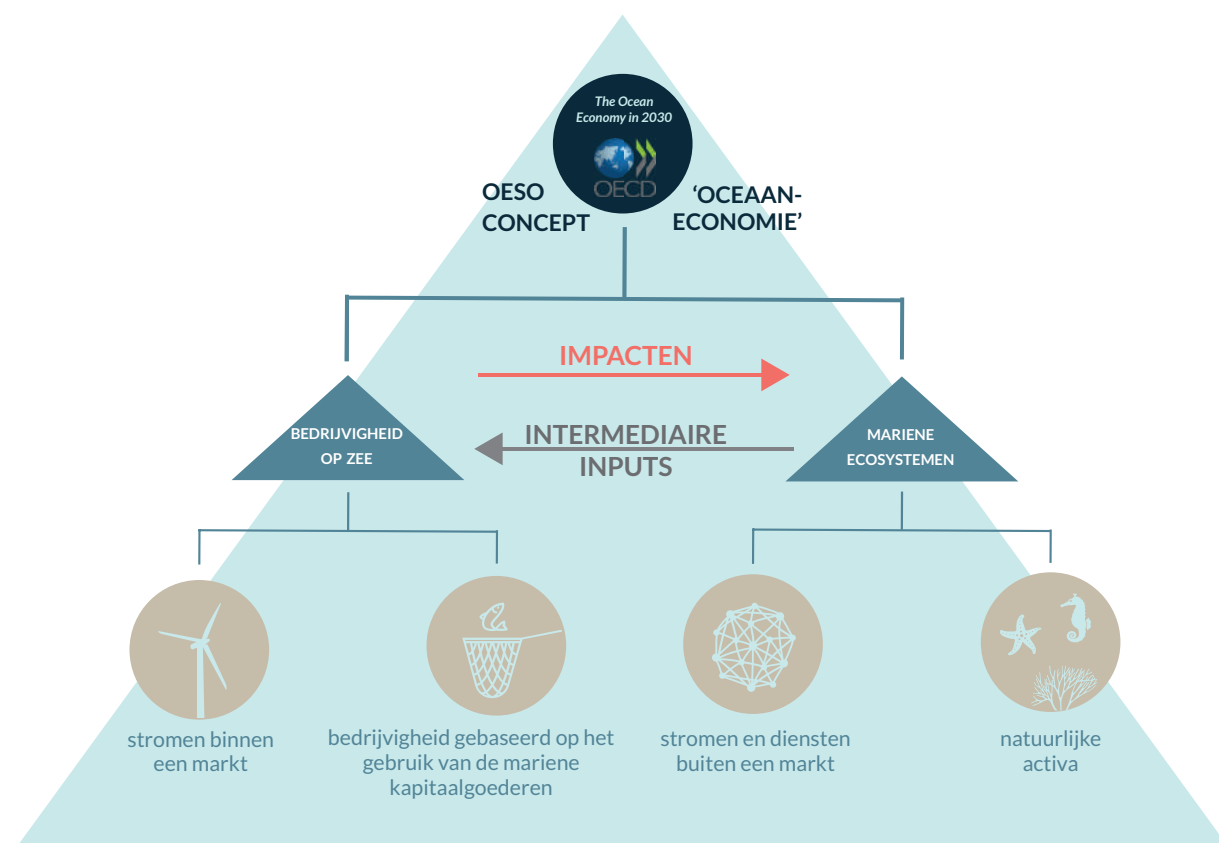 The Ocean
Economy in 2030
OECD
OESO
CONCEPT
‘OCEAAN-
ECONOMIE’
IMPACTEN
INTERMEDIAIRE
INPUTS
BEDRIJVIGHEID
OP ZEE
MARIENE
ECOSYSTEMEN
stromen binnen
een markt
bedrijvigheid gebaseerd op het
gebruik van de mariene
kapitaalgoederen
stromen en diensten
buiten een markt
natuurlijke
activa